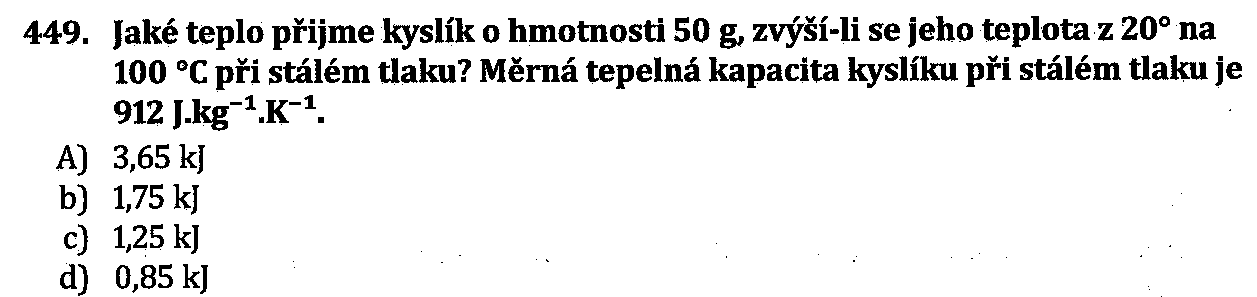 449. Jaké teplo přijme kyslík o hmotnosti 50 g, zvýší-li se jeho teplota z 20° na
100 °C při stálém tlaku? Měrná tepelná kapacita kyslíku při stálém tlaku je
912 J.kg⁻¹.K⁻¹.
A) 3,65 kJ
b) 1,75 kJ
c) 1,25 kJ
d) 0,85 kJ